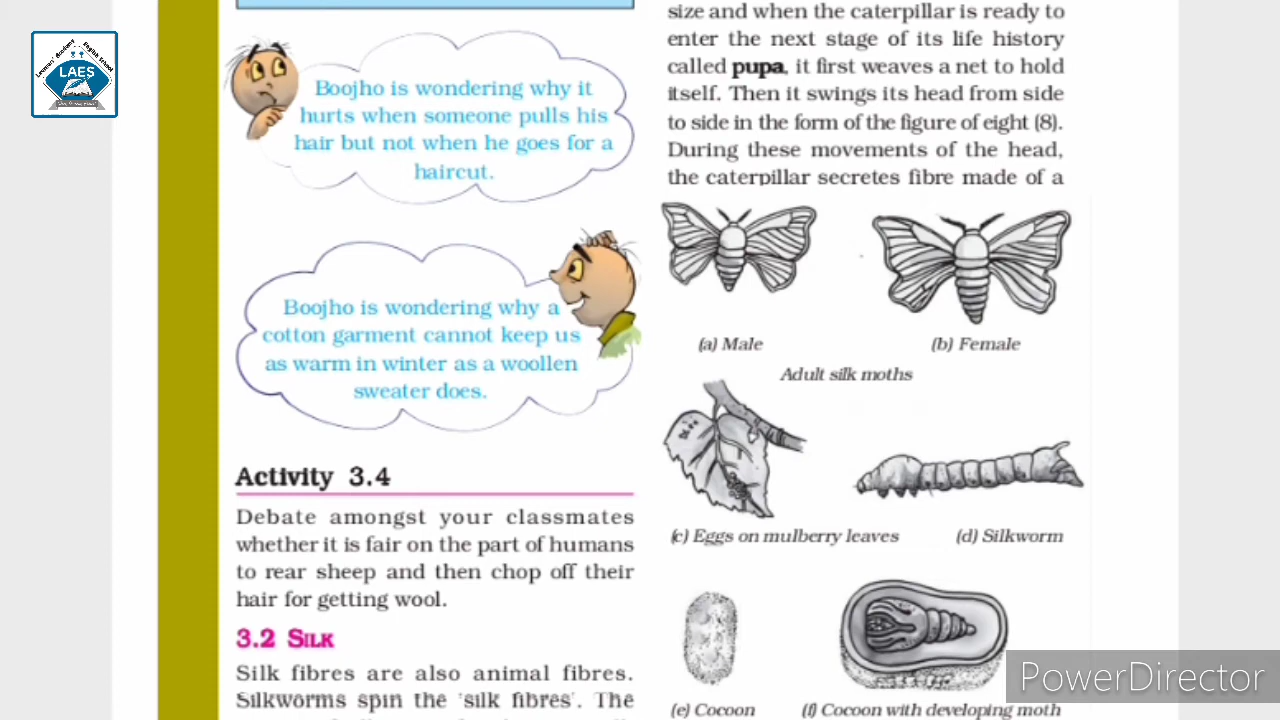 LAES
Boojho is wondering why it
hurts when someone pulls his
hair but not when he goes for a
haircut.
Boojho is wondering why a
cotton garment cannot keep us
as warm in winter as a woollen
sweater does.
Activity 3.4
Debate amongst your classmates
whether it is fair on the part of humans
to rear sheep and then chop off their
hair for getting wool.
3.2 SILK
Silk fibres are also animal fibres.
Silkworms spin the 'silk fibres'. The
size and when the caterpillar is ready to
enter the next stage of its life history
called pupa, it first weaves a net to hold
itself. Then it swings its head from side
to side in the form of the figure of eight (8).
During these movements of the head,
the caterpillar secretes fibre made of a
(a) Male
(b) Female
Adult silk moths
(c) Eggs on mulberry leaves
(d) Silkworm
(e) Cocoon
(f) Cocoon with developing moth
PowerDirector